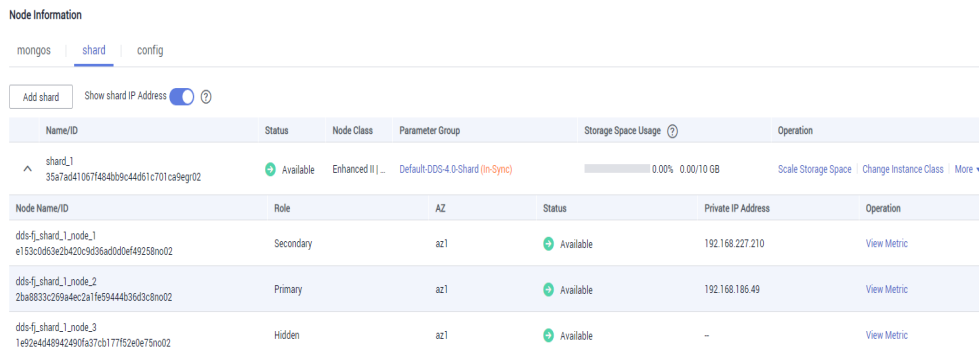 Node Information
mongos shard config
Add shard Show shard IP Address
Name/ID Status Node Class Parameter Group Storage Space Usage Operation
shard_1
35a7ad41067f484bb9c44d61c701ca9egr02
Available Enhanced II | ... Default-DDS-4.0-Shard (In-Sync) 0.00% 0.00/10 GB Scale Storage Space Change Instance Class More
Node Name/ID Role AZ Status Private IP Address Operation
dds-fj_shard_1_node_1
e153c0d63e2b420c9d36ad0d0ef49258no02
Secondary az1 Available 192.168.227.210 View Metric
dds-fj_shard_1_node_2
2ba8833c269a4ec2a1fe59444b36d3c8no02
Primary az1 Available 192.168.186.49 View Metric
dds-fj_shard_1_node_3
1e92e4d48942490fa37cb177f52e0e75no02
Hidden az1 Available -- View Metric